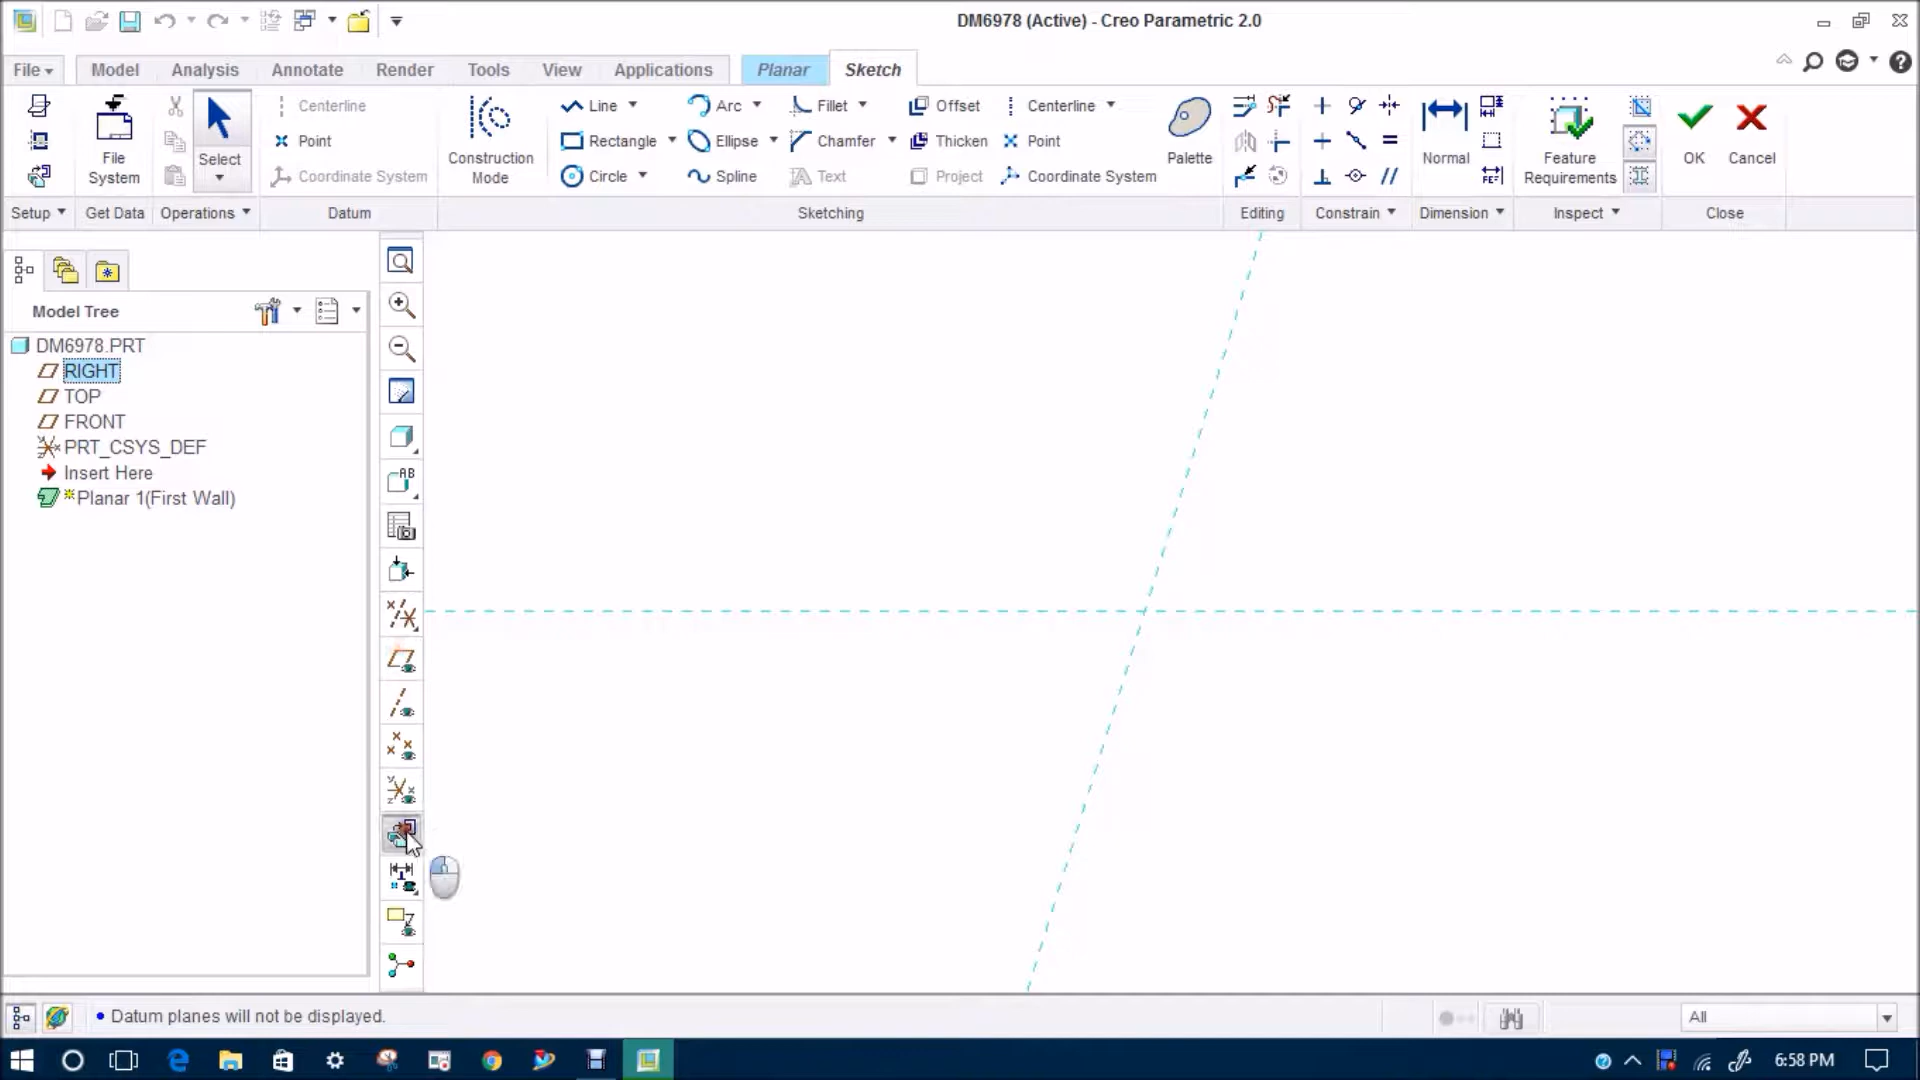 DM6978 (Active) - Creo Parametric 2.0
File Model Analysis Annotate Render Tools View Applications Planar Sketch
Centerline Line Arc Fillet Offset Centerline
Point Rectangle Ellipse Chamfer Thicken Point
Coordinate System Circle Spline Text Project Coordinate System
File System Select Construction Mode Palette Normal Feature Requirements OK Cancel
Setup Get Data Operations Datum Sketching Editing Constrain Dimension Inspect Close
Model Tree
DM6978.PRT
RIGHT
TOP
FRONT
PRT_CSYS_DEF
Insert Here
Planar 1(First Wall)
AB
Datum planes will not be displayed.
All
6:58 PM